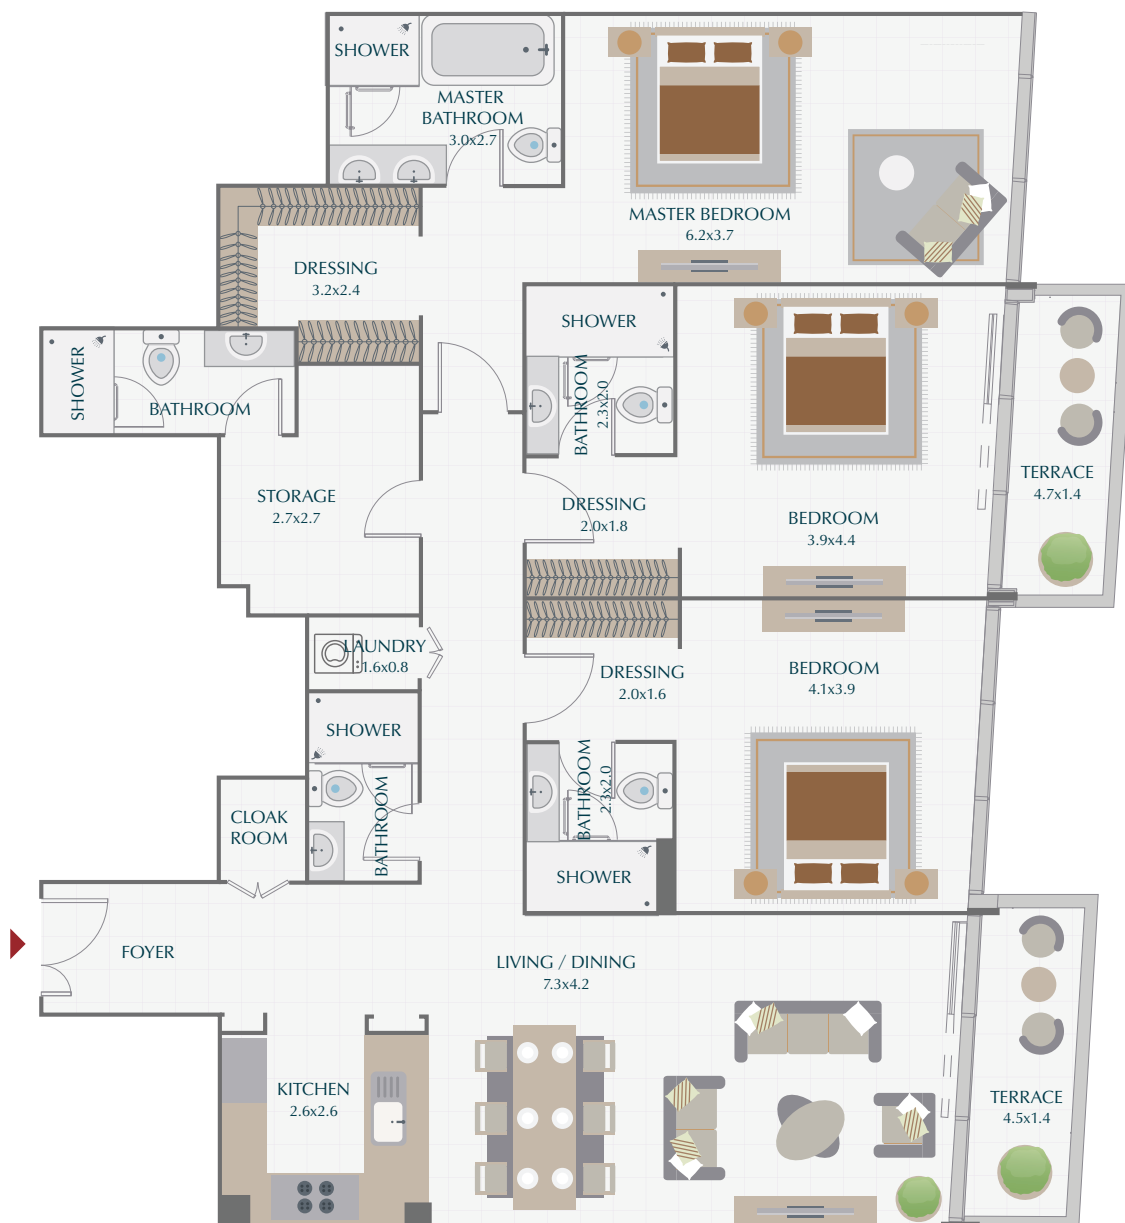 SHOWER
MASTER
BATHROOM
3.0x2.7
MASTER BEDROOM
6.2x3.7
DRESSING
3.2x2.4
SHOWER
BATHROOM
SHOWER
BATHROOM
2.3x2.0
TERRACE
4.7x1.4
STORAGE
2.7x2.7
DRESSING
2.0x1.8
BEDROOM
3.9x4.4
LAUNDRY
1.6x0.8
DRESSING
2.0x1.6
BEDROOM
4.1x3.9
SHOWER
BATHROOM
CLOAK
ROOM
BATHROOM
2.3x2.0
SHOWER
FOYER
LIVING / DINING
7.3x4.2
KITCHEN
2.6x2.6
TERRACE
4.5x1.4